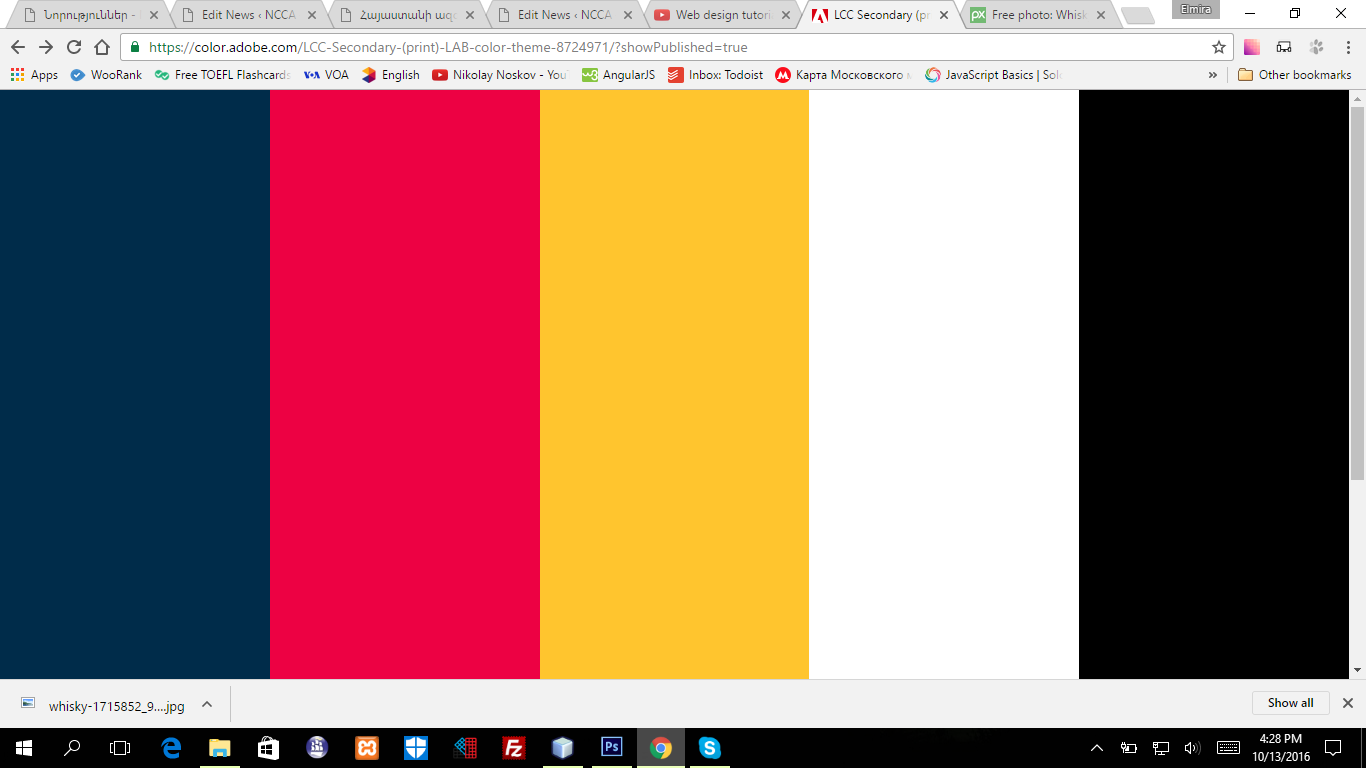 Նորություններ - Edit News ‹ NCCA Հայաստանի ազգ Edit News ‹ NCCA Web design tutori LCC Secondary (pr Free photo: Whisk Elmira
https://color.adobe.com/LCC-Secondary-(print)-LAB-color-theme-8724971/?showPublished=true
Apps WooRank Free TOEFL Flashcards VOA English Nikolay Noskov - You AngularJS Inbox: Todoist Карта Московского JavaScript Basics | Solo » Other bookmarks
whisky-1715852_9....jpg Show all
4:28 PM
10/13/2016